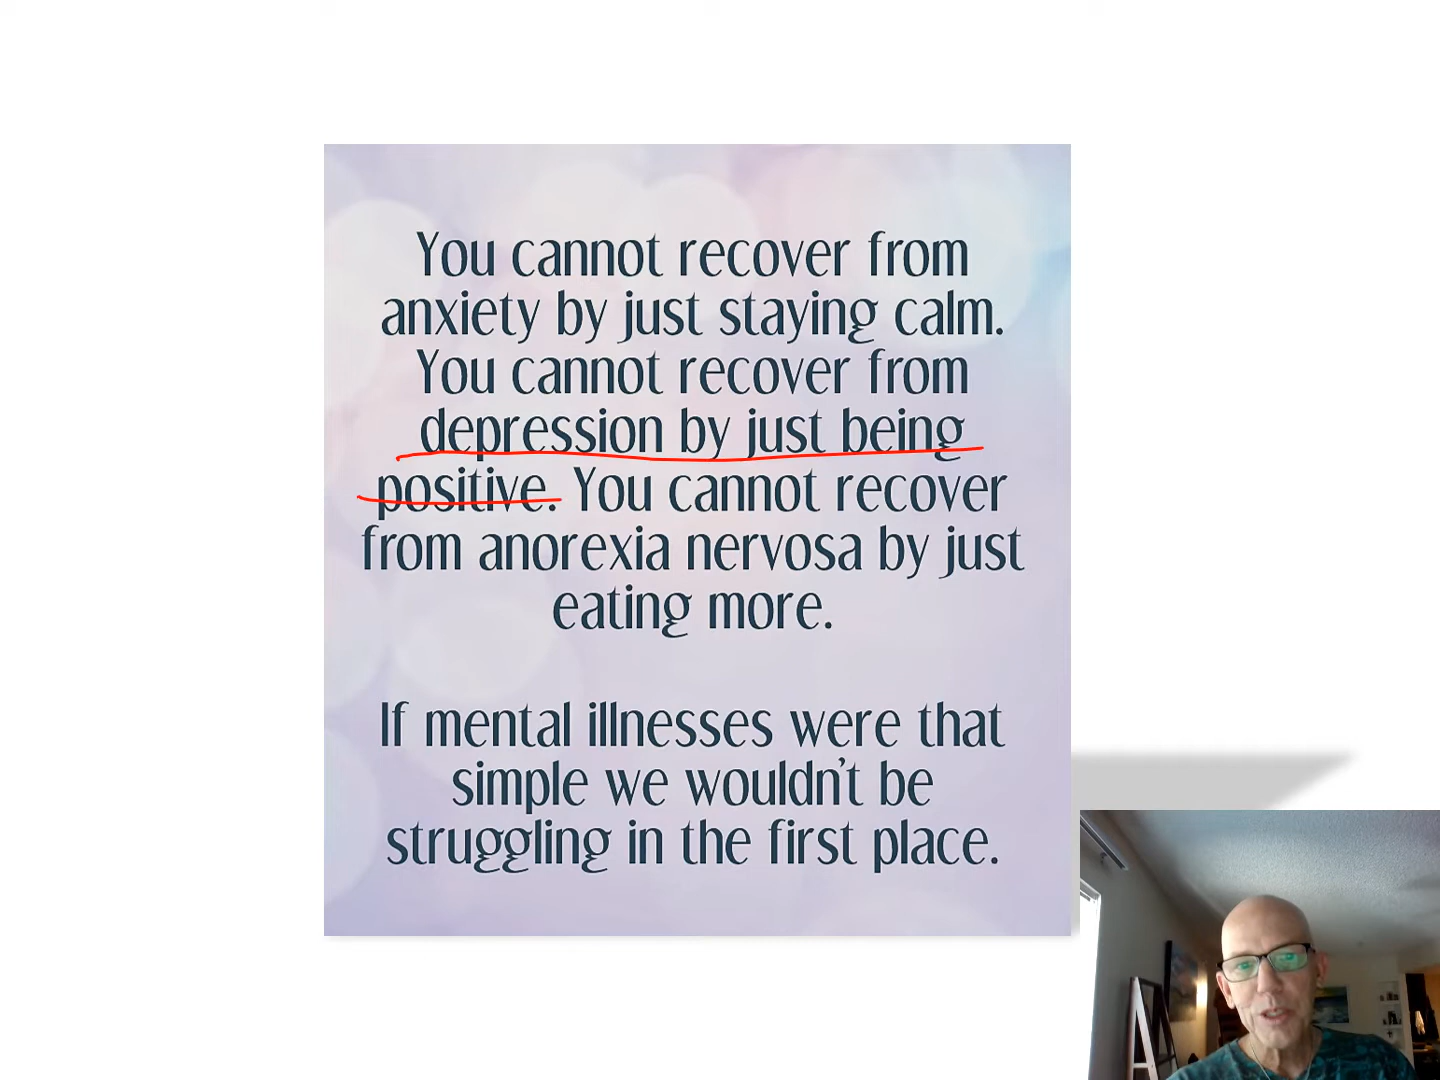 You cannot recover from
anxiety by just staying calm.
You cannot recover from
depression by just being
positive. You cannot recover
from anorexia nervosa by just
eating more.
If mental illnesses were that
simple we wouldn't be
struggling in the first place.